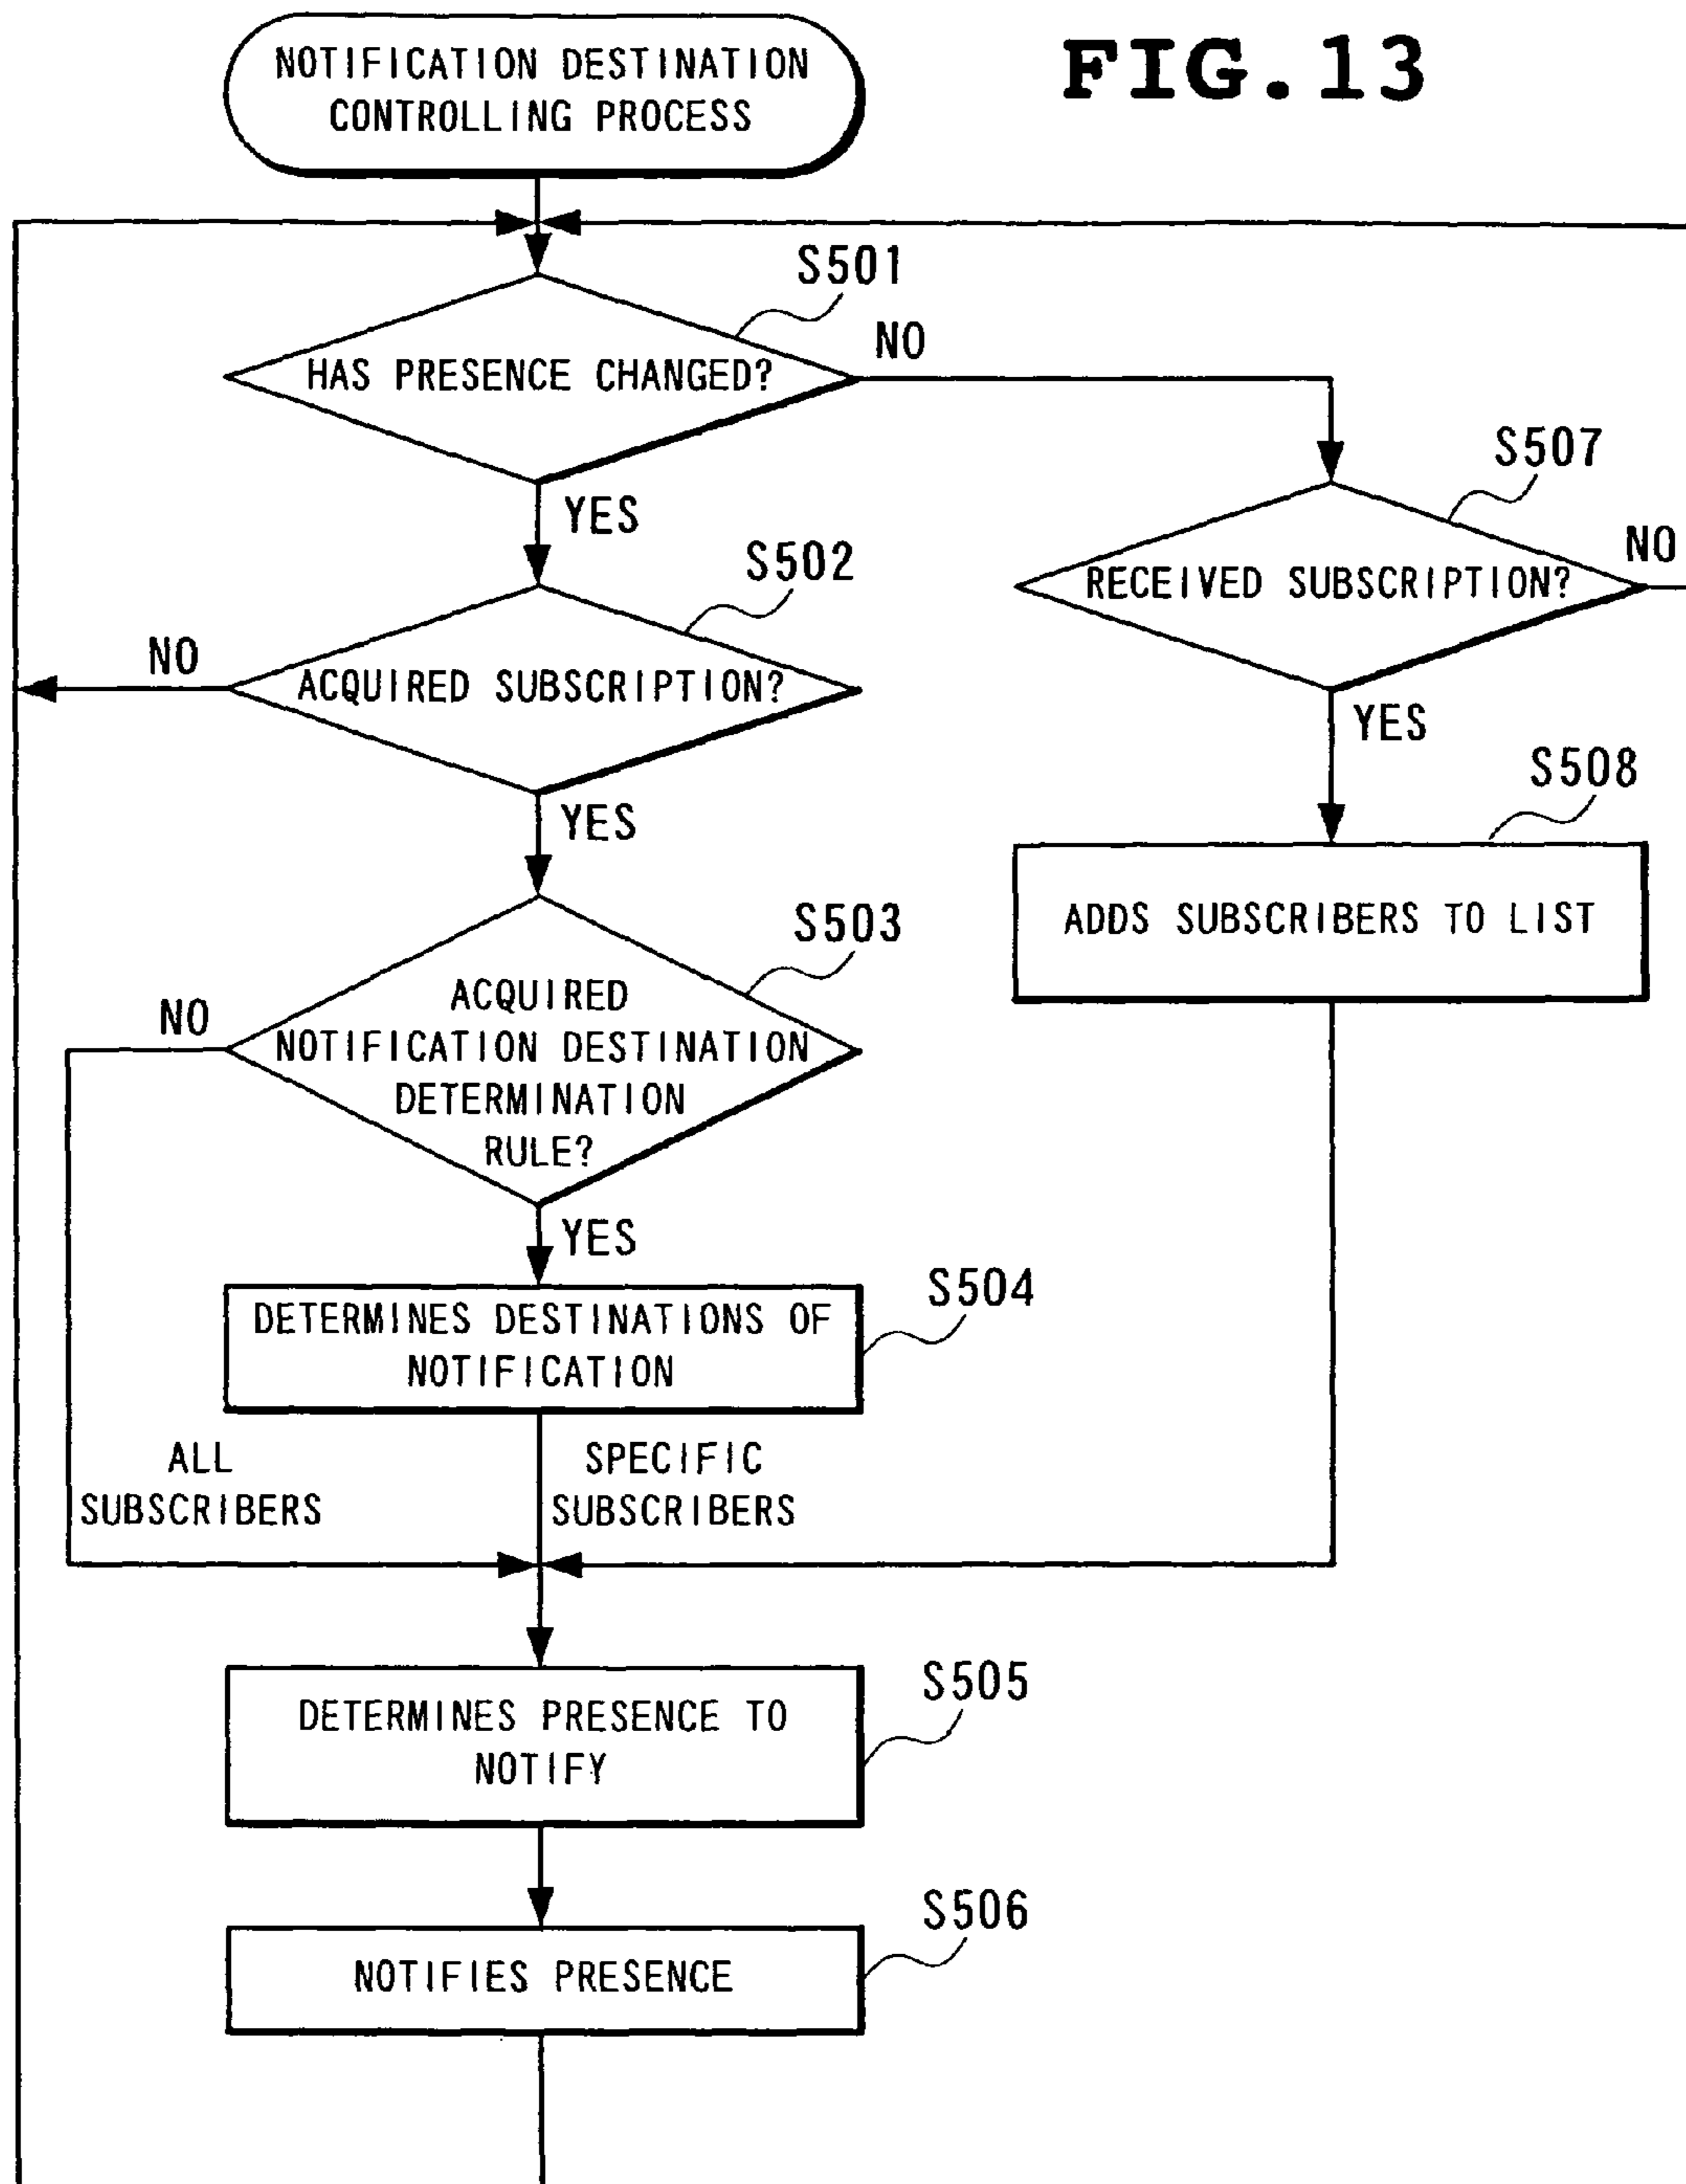 NOTIFICATION DESTINATION
CONTROLLING PROCESS
FIG.13
S501
HAS PRESENCE CHANGED?
NO
YES
S507
RECEIVED SUBSCRIPTION?
NO
YES
S502
ACQUIRED SUBSCRIPTION?
NO
YES
S508
ADDS SUBSCRIBERS TO LIST
S503
ACQUIRED
NOTIFICATION DESTINATION
DETERMINATION
RULE?
NO
YES
S504
DETERMINES DESTINATIONS OF
NOTIFICATION
ALL
SUBSCRIBERS
SPECIFIC
SUBSCRIBERS
S505
DETERMINES PRESENCE TO
NOTIFY
S506
NOTIFIES PRESENCE